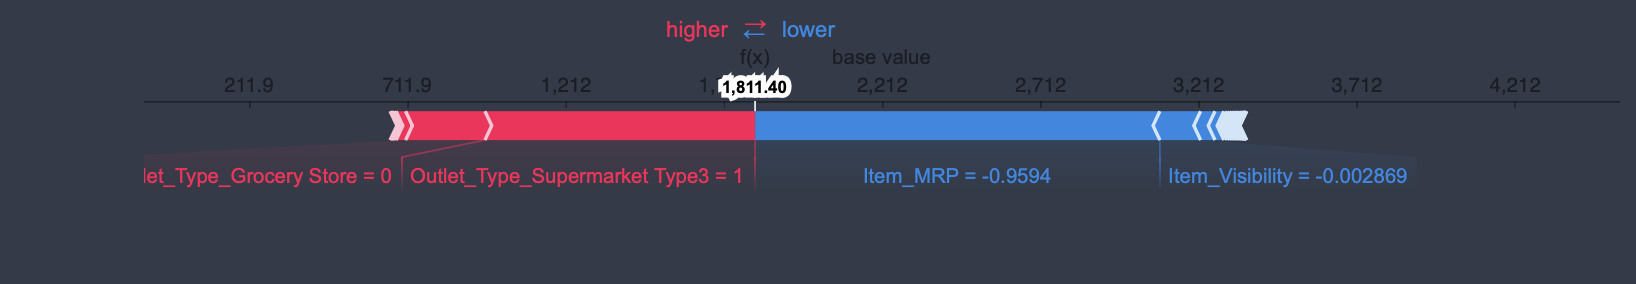 higher ⇄ lower
f(x) base value
211.9 711.9 1,212 1,811.40 2,212 2,712 3,212 3,712 4,212
let_Type_Grocery Store = 0 Outlet_Type_Supermarket Type3 = 1 Item_MRP = -0.9594 Item_Visibility = -0.002869